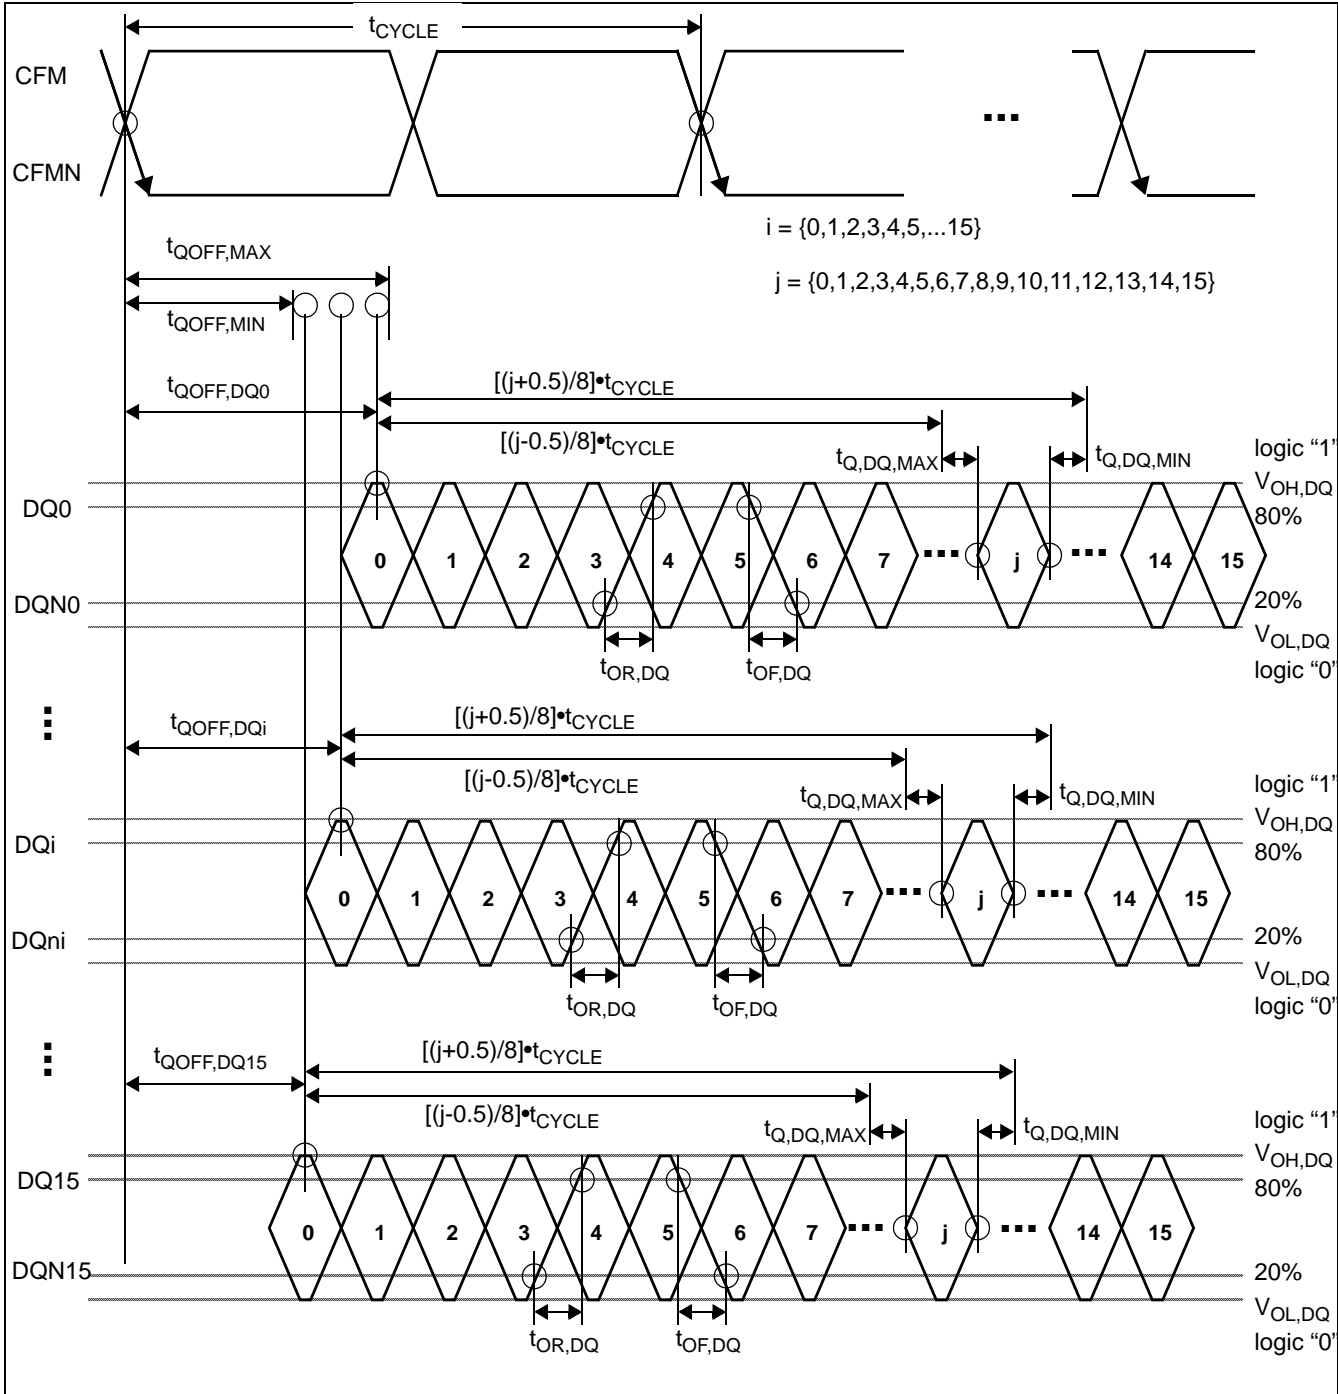 tCYCLE
CFM
CFMN
i = {0,1,2,3,4,5,...15}
tQOFF,MAX
j = {0,1,2,3,4,5,6,7,8,9,10,11,12,13,14,15}
tQOFF,MIN
tQOFF,DQ0
[(j+0.5)/8]•tCYCLE
[(j-0.5)/8]•tCYCLE
tQ,DQ,MAX
tQ,DQ,MIN
logic “1”
VOH,DQ
DQ0
80%
0 1 2 3 4 5 6 7 j 14 15
DQN0
20%
VOL,DQ
tOR,DQ
tOF,DQ
logic “0”
tQOFF,DQi
[(j+0.5)/8]•tCYCLE
[(j-0.5)/8]•tCYCLE
tQ,DQ,MAX
tQ,DQ,MIN
logic “1”
VOH,DQ
DQi
80%
0 1 2 3 4 5 6 7 j 14 15
DQni
20%
VOL,DQ
tOR,DQ
tOF,DQ
logic “0”
tQOFF,DQ15
[(j+0.5)/8]•tCYCLE
[(j-0.5)/8]•tCYCLE
tQ,DQ,MAX
tQ,DQ,MIN
logic “1”
VOH,DQ
DQ15
80%
0 1 2 3 4 5 6 7 j 14 15
DQN15
20%
VOL,DQ
tOR,DQ
tOF,DQ
logic “0”